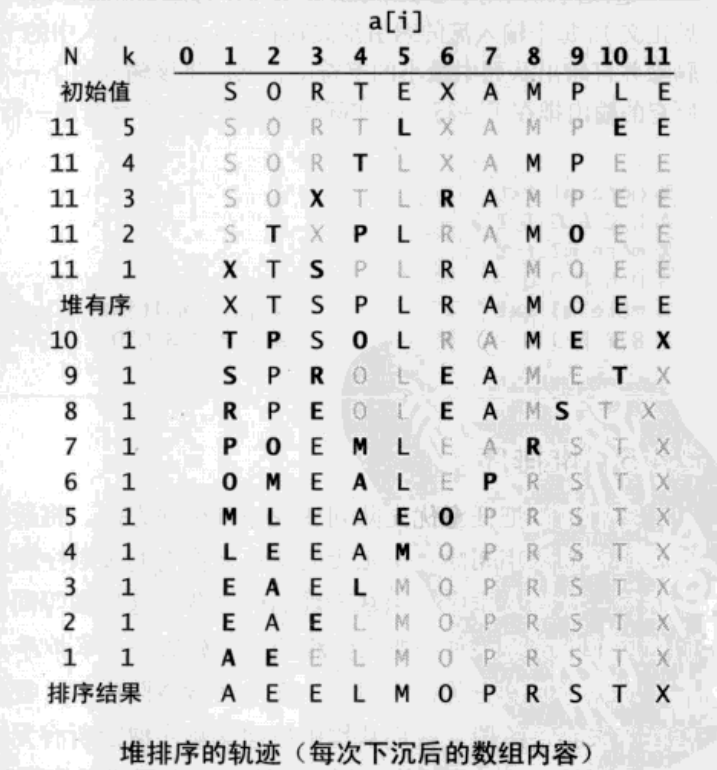 a[i]
N k 0 1 2 3 4 5 6 7 8 9 10 11
初始值 S O R T E X A M P L E
11 5 S O R T L X A M P E E
11 4 S O R T L X A M P E E
11 3 S O X T L R A M P E E
11 2 S T X P L R A M O E E
11 1 X T S P L R A M O E E
堆有序 X T S P L R A M O E E
10 1 T P S O L R A M E E X
9 1 S P R O L E A M E T X
8 1 R P E O L E A M S T X
7 1 P O E M L E A R S T X
6 1 O M E A L E P R S T X
5 1 M L E A E O P R S T X
4 1 L E E A M O P R S T X
3 1 E A E L M O P R S T X
2 1 E A E L M O P R S T X
1 1 A E E L M O P R S T X
排序结果 A E E L M O P R S T X
堆排序的轨迹（每次下沉后的数组内容）